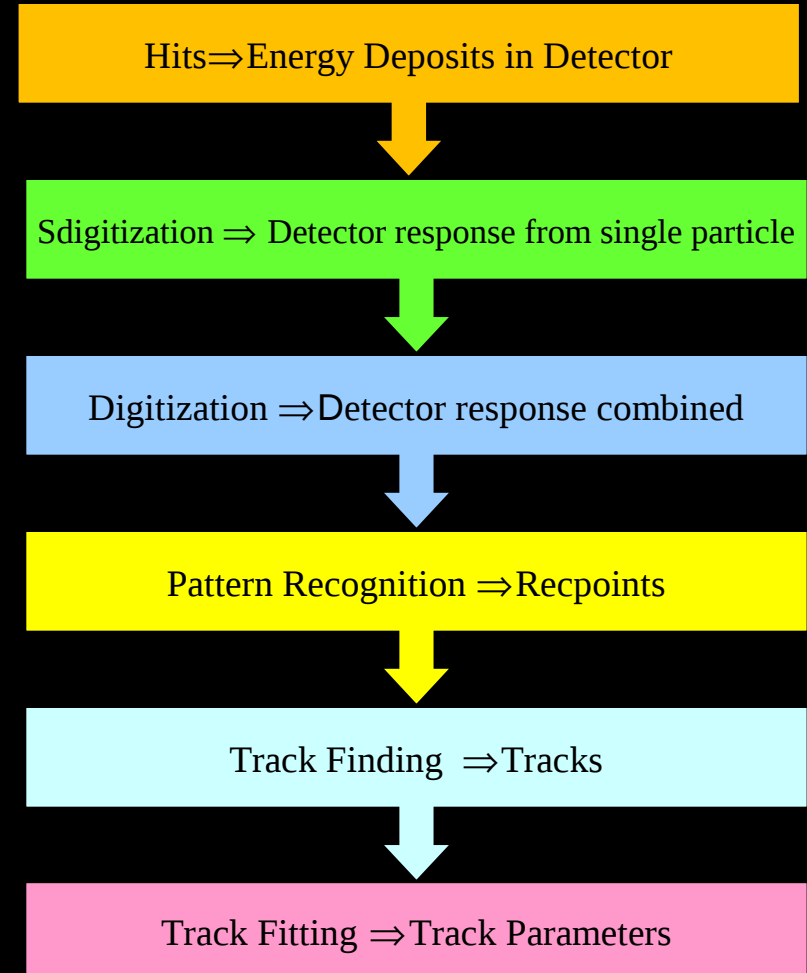 Hits⇒Energy Deposits in Detector
Sdigitization ⇒ Detector response from single particle
Digitization ⇒Detector response combined
Pattern Recognition ⇒Recpoints
Track Finding ⇒Tracks
Track Fitting ⇒Track Parameters